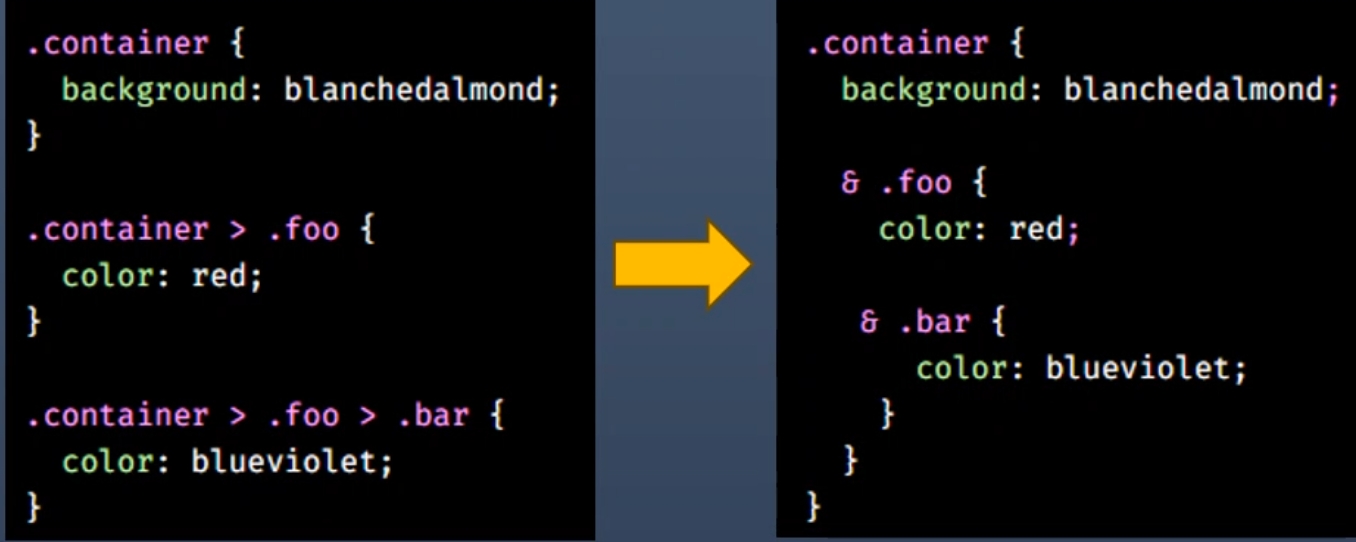 .container {
  background: blanchedalmond;
}
.container > .foo {
  color: red;
}
.container > .foo > .bar {
  color: blueviolet;
}
.container {
  background: blanchedalmond;
  & .foo {
    color: red;
   & .bar {
      color: blueviolet;
    }
  }
}